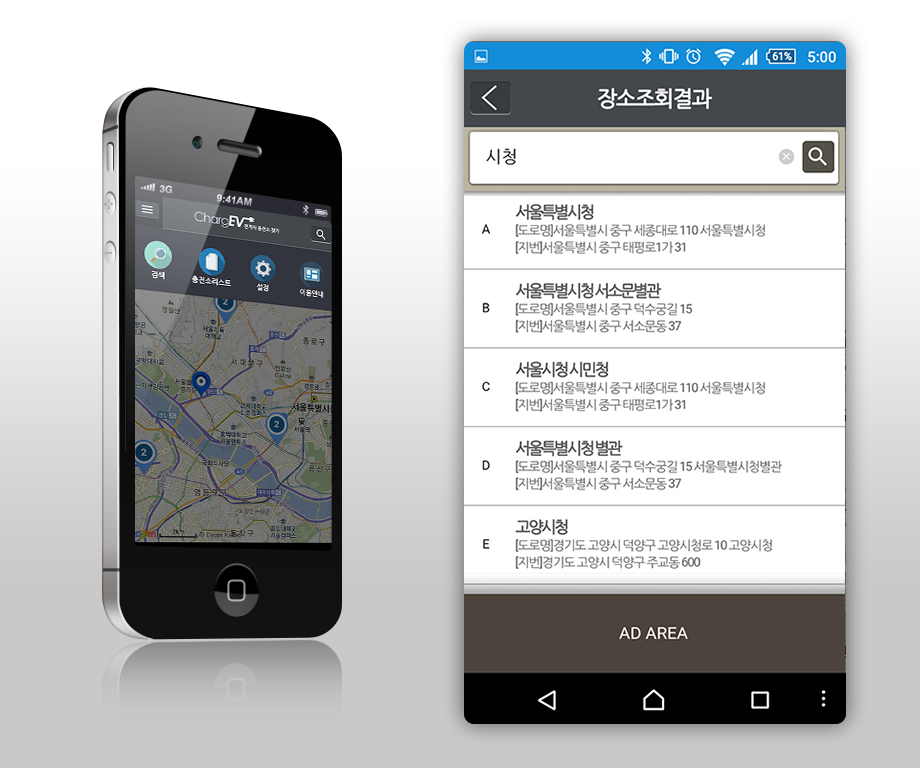 3G
9:41AM
ChargEV 전기차 충전소 찾기
검색
충전소리스트
설정
이용안내
2
종로구
서대문구
서울특별시
2
2
영등포구
61%
5:00
장소조회결과
시청
A
서울특별시청
[도로명]서울특별시 중구 세종대로 110 서울특별시청
[지번]서울특별시 중구 태평로1가 31
B
서울특별시청 서소문별관
[도로명]서울특별시 중구 덕수궁길 15
[지번]서울특별시 중구 서소문동 37
C
서울시청 시민청
[도로명]서울특별시 중구 세종대로 110 서울특별시청
[지번]서울특별시 중구 태평로1가 31
D
서울특별시청 별관
[도로명]서울특별시 중구 덕수궁길 15 서울특별시청별관
[지번]서울특별시 중구 서소문동 37
E
고양시청
[도로명]경기도 고양시 덕양구 고양시청로 10 고양시청
[지번]경기도 고양시 덕양구 주교동 600
AD AREA